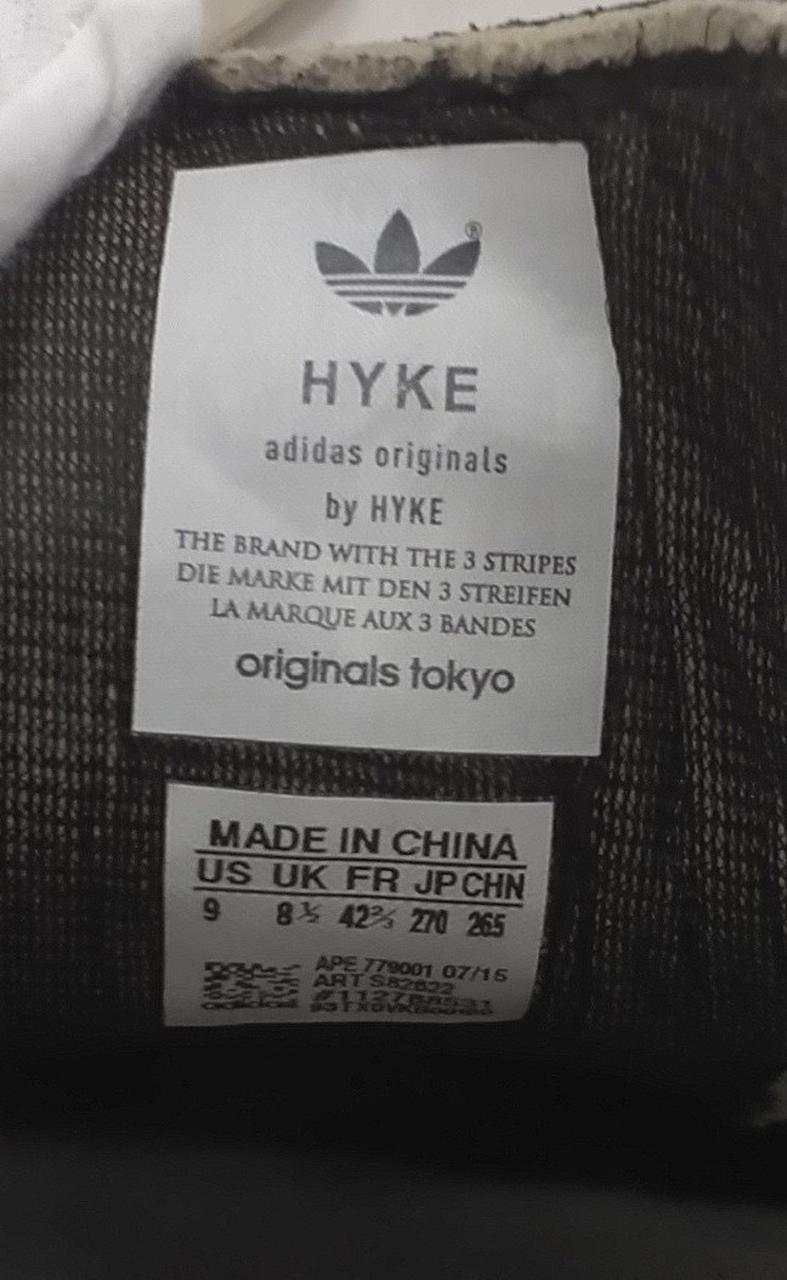 ®
HYKE
adidas originals
by HYKE
THE BRAND WITH THE 3 STRIPES
DIE MARKE MIT DEN 3 STREIFEN
LA MARQUE AUX 3 BANDES
originals tokyo
MADE IN CHINA
US UK FR JP CHN
9 8½ 42⅔ 270 265
APE 779001 07/15
ART S82622